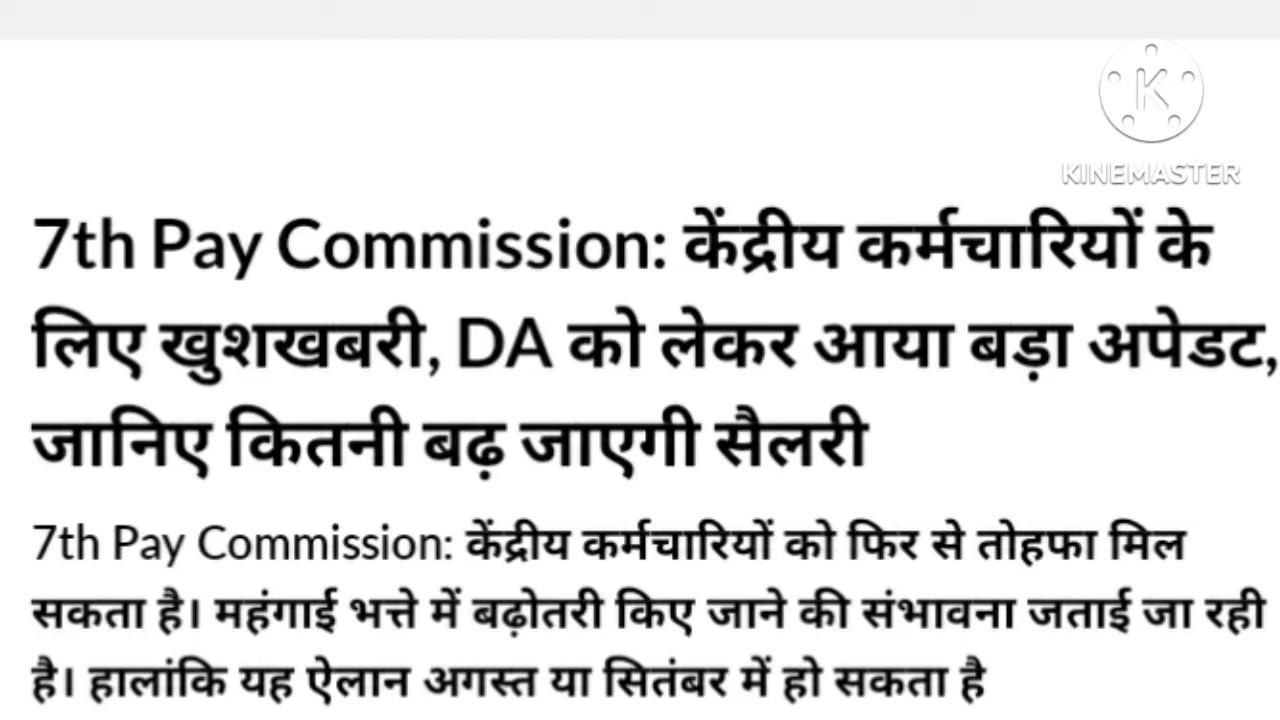 KINEMASTER
7th Pay Commission: केंद्रीय कर्मचारियों के
लिए खुशखबरी, DA को लेकर आया बड़ा अपेडट,
जानिए कितनी बढ़ जाएगी सैलरी
7th Pay Commission: केंद्रीय कर्मचारियों को फिर से तोहफा मिल
सकता है। महंगाई भत्ते में बढ़ोतरी किए जाने की संभावना जताई जा रही
है। हालांकि यह ऐलान अगस्त या सितंबर में हो सकता है